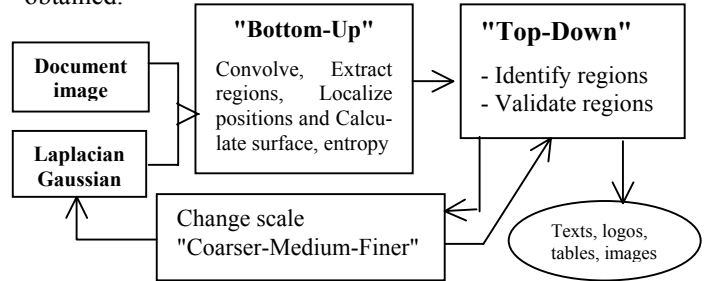 obtained.
"Bottom-Up"
Convolve, Extract
regions, Localize
positions and Calcu-
late surface, entropy
"Top-Down"
- Identify regions
- Validate regions
Document
image
Laplacian
Gaussian
Change scale
"Coarser-Medium-Finer"
Texts, logos,
tables, images